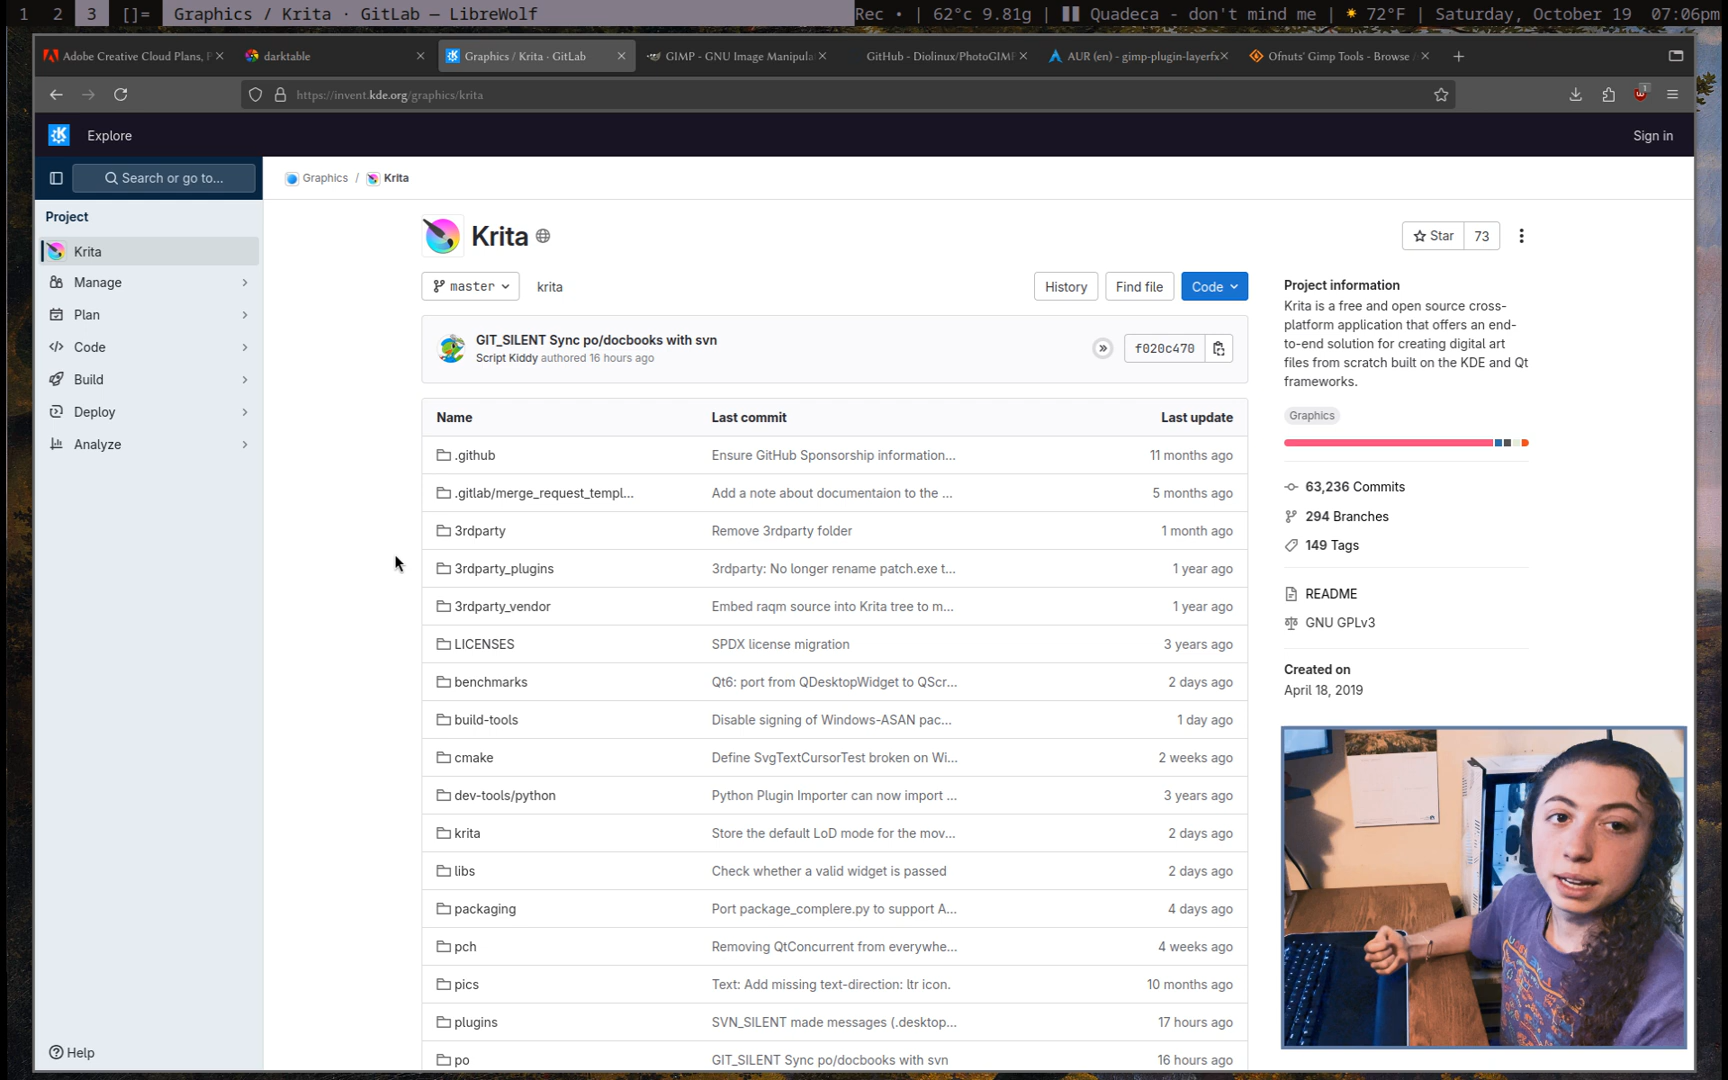 1 2 3 []= Graphics / Krita · GitLab — LibreWolf Rec • | 62°c 9.81g | Quadeca - don't mind me | 72°F | Saturday, October 19 07:06pm
Adobe Creative Cloud Plans, F darktable Graphics / Krita · GitLab GIMP - GNU Image Manipula GitHub - Diolinux/PhotoGIMP AUR (en) - gimp-plugin-layerfx Ofnuts' Gimp Tools - Browse
https://invent.kde.org/graphics/krita
Explore Sign in
Search or go to... Graphics / Krita
Project
Krita
Manage
Plan
Code
Build
Deploy
Analyze
Help
Krita
Star 73
master krita History Find file Code
GIT_SILENT Sync po/docbooks with svn
Script Kiddy authored 16 hours ago
f020c470
Name Last commit Last update
.github Ensure GitHub Sponsorship information... 11 months ago
.gitlab/merge_request_templ... Add a note about documentaion to the ... 5 months ago
3rdparty Remove 3rdparty folder 1 month ago
3rdparty_plugins 3rdparty: No longer rename patch.exe t... 1 year ago
3rdparty_vendor Embed raqm source into Krita tree to m... 1 year ago
LICENSES SPDX license migration 3 years ago
benchmarks Qt6: port from QDesktopWidget to QScr... 2 days ago
build-tools Disable signing of Windows-ASAN pac... 1 day ago
cmake Define SvgTextCursorTest broken on Wi... 2 weeks ago
dev-tools/python Python Plugin Importer can now import ... 3 years ago
krita Store the default LoD mode for the mov... 2 days ago
libs Check whether a valid widget is passed 2 days ago
packaging Port package_complere.py to support A... 4 days ago
pch Removing QtConcurrent from everywhe... 4 weeks ago
pics Text: Add missing text-direction: ltr icon. 10 months ago
plugins SVN_SILENT made messages (.desktop... 17 hours ago
po GIT_SILENT Sync po/docbooks with svn 16 hours ago
Project information
Krita is a free and open source cross-
platform application that offers an end-
to-end solution for creating digital art
files from scratch built on the KDE and Qt
frameworks.
Graphics
63,236 Commits
294 Branches
149 Tags
README
GNU GPLv3
Created on
April 18, 2019